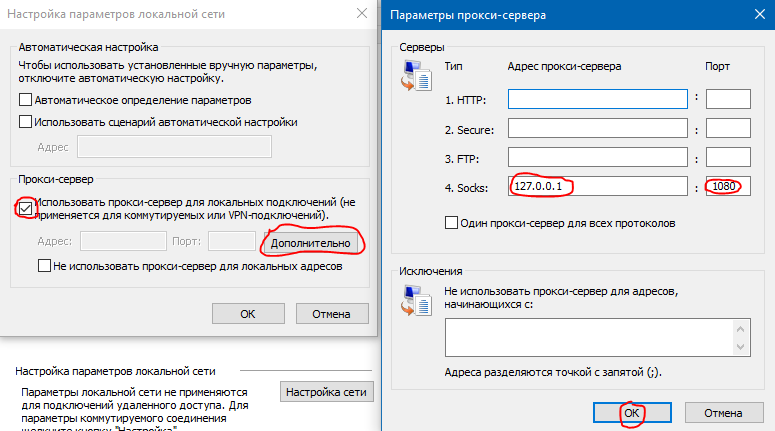 Настройка параметров локальной сети
Автоматическая настройка
Чтобы использовать установленные вручную параметры,
отключите автоматическую настройку.
Автоматическое определение параметров
Использовать сценарий автоматической настройки
Адрес
Прокси-сервер
Использовать прокси-сервер для локальных подключений (не
применяется для коммутируемых или VPN-подключений).
Адрес: Порт: Дополнительно
Не использовать прокси-сервер для локальных адресов
ОК Отмена
Настройка параметров локальной сети
Параметры локальной сети не применяются
для подключений удаленного доступа. Для
параметры коммутируемого соединения
щелкните кнопку "Настройка"
Настройка сети
Параметры прокси-сервера
Серверы
Тип Адрес прокси-сервера Порт
1. HTTP: :
2. Secure: :
3. FTP: :
4. Socks: 127.0.0.1 : 1080
Один прокси-сервер для всех протоколов
Исключения
Не использовать прокси-сервер для адресов,
начинающихся с:
Адреса разделяются точкой с запятой (;).
ОК Отмена